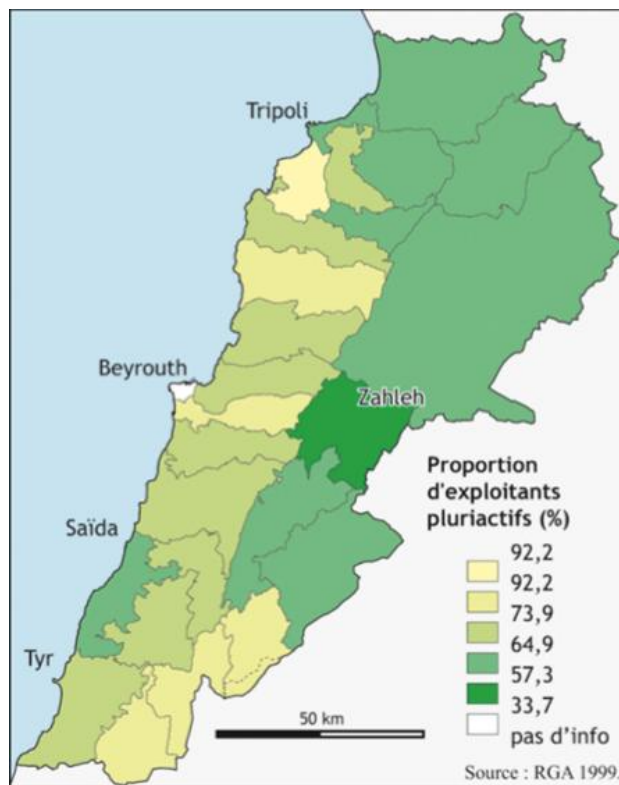 Tripoli
Beyrouth
Zahleh
Saïda
Tyr
Proportion
d'exploitants
pluriactifs (%)
92,2
92,2
73,9
64,9
57,3
33,7
pas d'info
50 km
Source : RGA 1999.